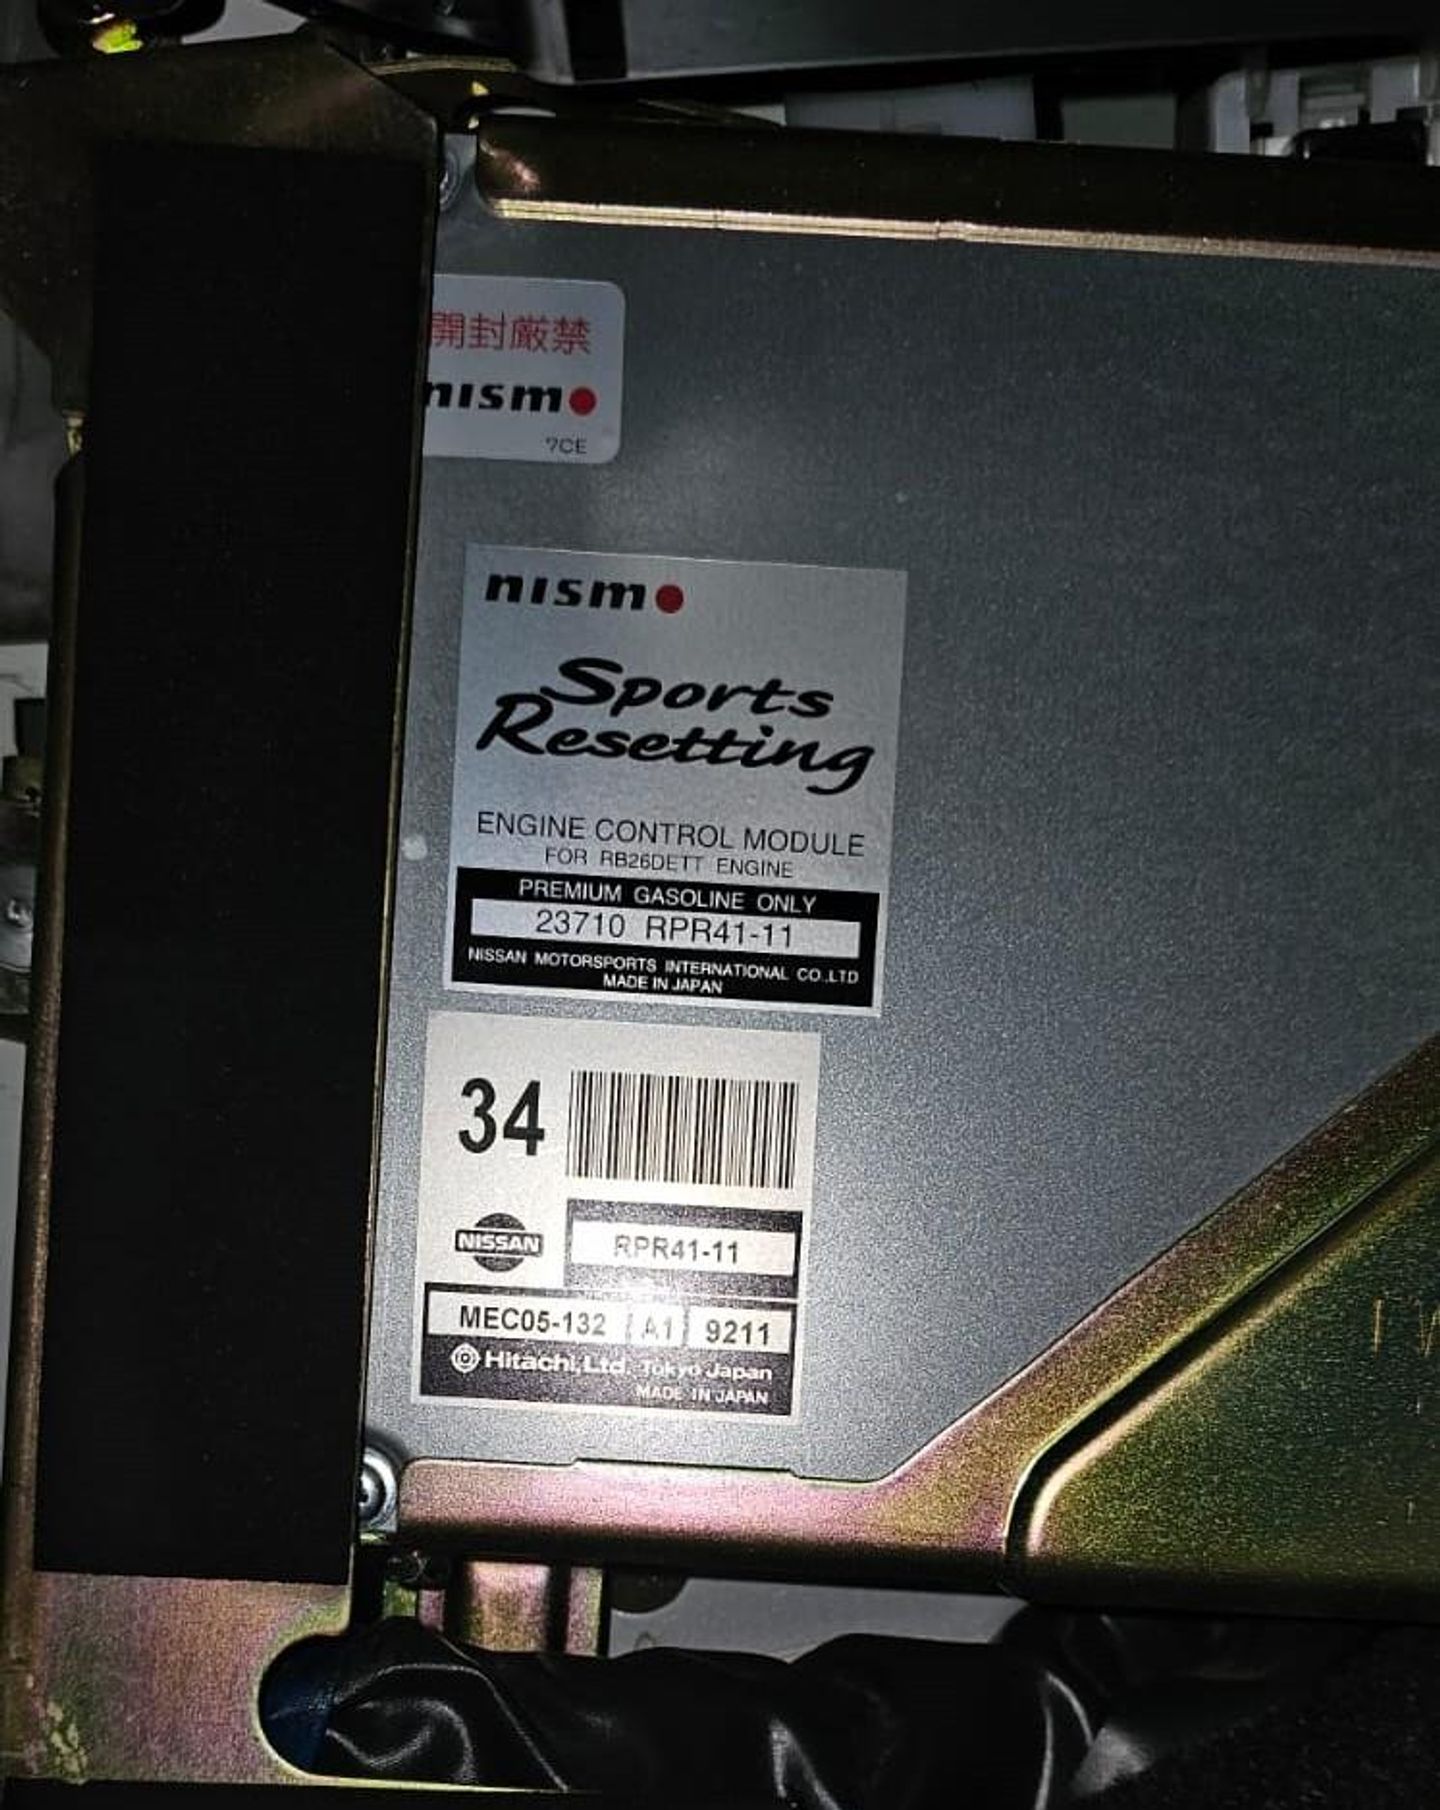 開封厳禁
nismo
7CE
nismo
Sports
Resetting
ENGINE CONTROL MODULE
FOR RB26DETT ENGINE
PREMIUM GASOLINE ONLY
23710 RPR41-11
NISSAN MOTORSPORTS INTERNATIONAL CO.,LTD
MADE IN JAPAN
34
NISSAN
RPR41-11
MEC05-132 A1 9211
Hitachi,Ltd. Tokyo Japan
MADE IN JAPAN